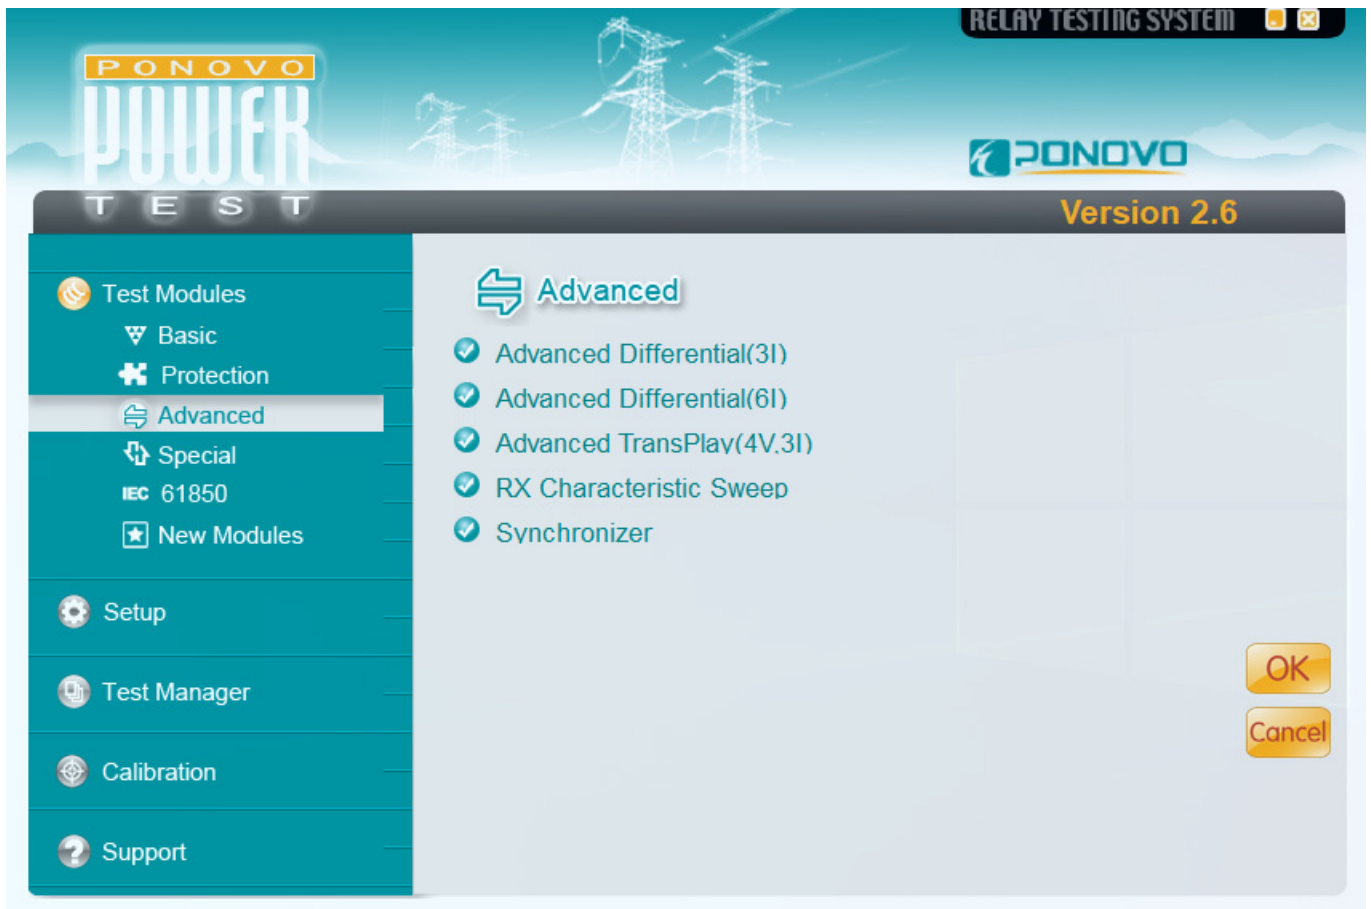 RELAY TESTING SYSTEM
PONOVO
POWER
TEST
PONOVO
Version 2.6
Test Modules
Basic
Protection
Advanced
Special
IEC 61850
New Modules
Setup
Test Manager
Calibration
Support
Advanced
Advanced Differential(3I)
Advanced Differential(6I)
Advanced TransPlay(4V,3I)
RX Characteristic Sweep
Synchronizer
OK
Cancel